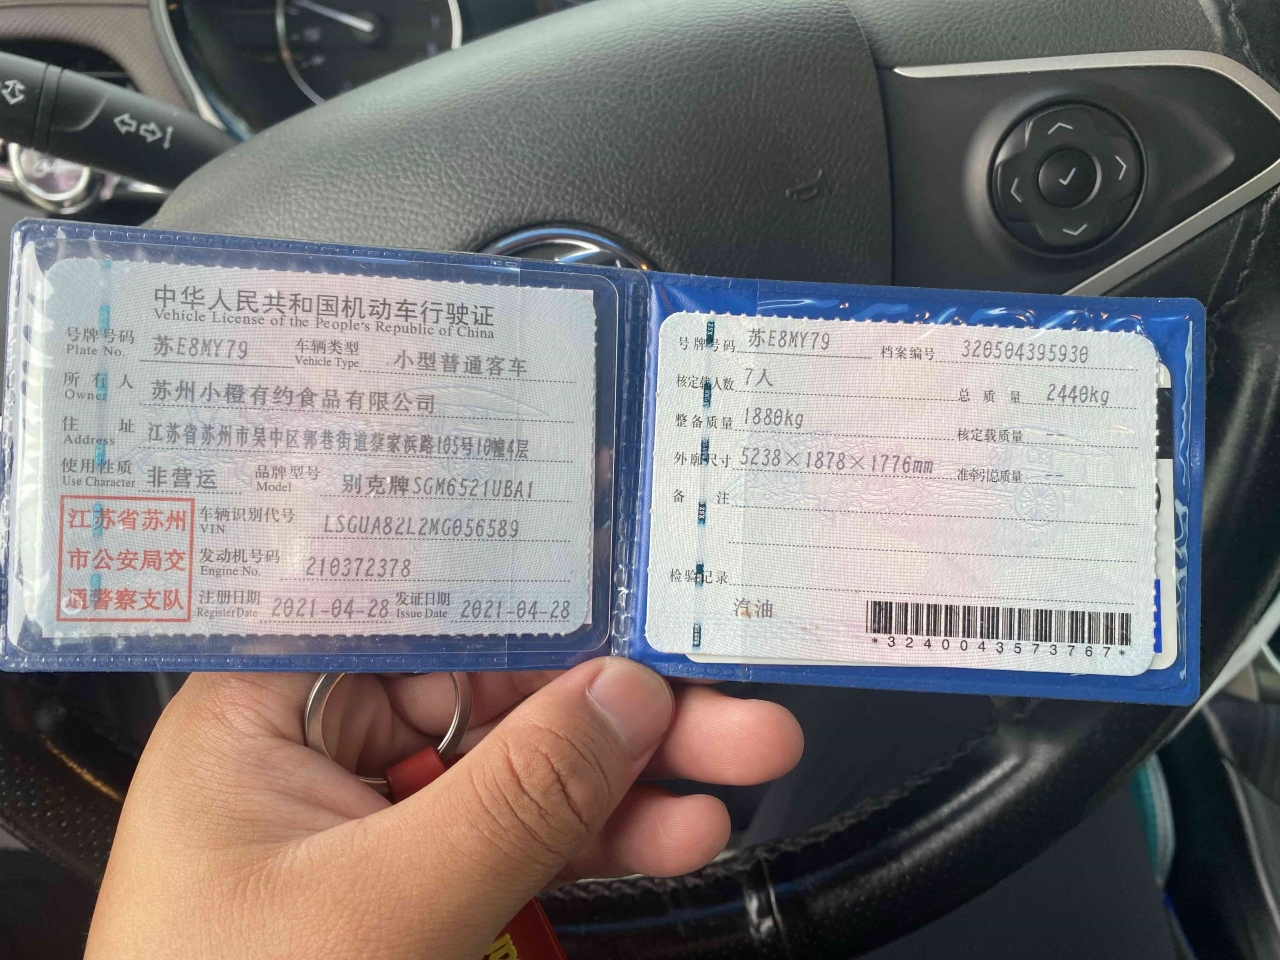 中华人民共和国机动车行驶证
Vehicle License of the People's Republic of China
号牌号码 苏E8MY79 车辆类型 小型普通客车
Plate No. Vehicle Type
所有人 苏州小橙有约食品有限公司
Owner
住址 江苏省苏州市吴中区郭巷街道蔡家浜路105号10幢4层
Address
使用性质 非营运 品牌型号 别克牌SGM6521UBA1
Use Character Model
江苏省苏州
市公安局交
通警察支队
车辆识别代号 LSGUA82L2MG056589
VIN
发动机号码 210372378
Engine No.
注册日期 2021-04-28 发证日期 2021-04-28
Register Date Issue Date
号牌号码 苏E8MY79 档案编号 320504395930
核定载人数 7人 总质量 2440kg
整备质量 1880kg 核定载质量 --
外廓尺寸 5238×1878×1776mm 准牵引总质量 --
备注
检验记录
汽油
*3240043573767*